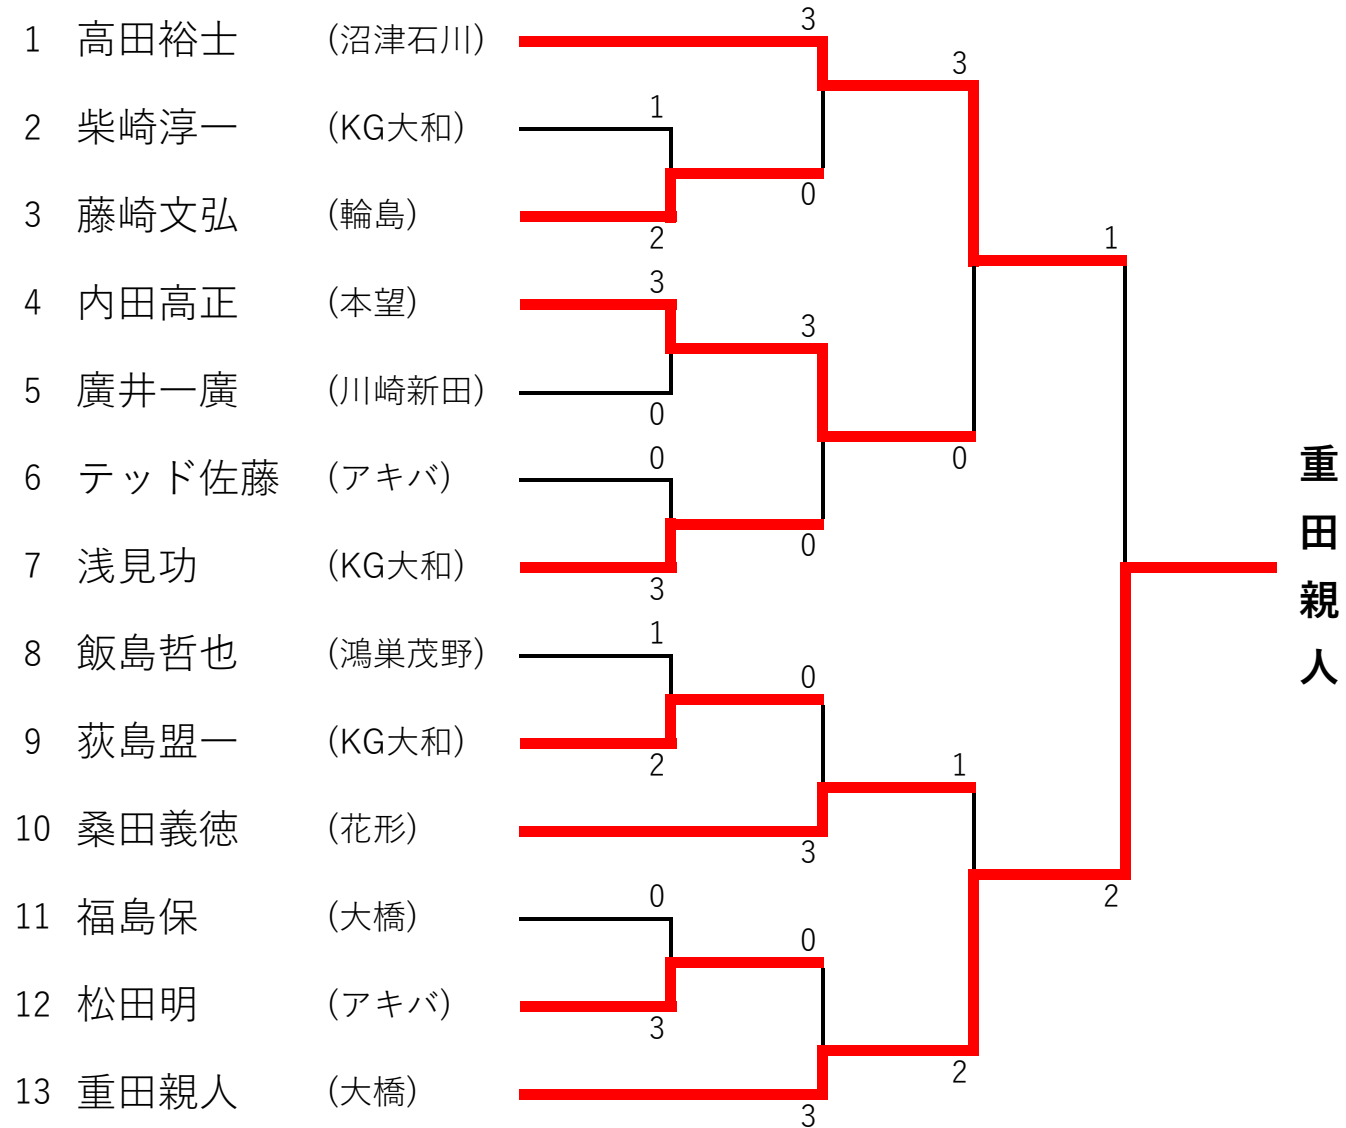 3
1 高田裕士 (沼津石川)
3
1
2 柴崎淳一 (KG大和)
0
3 藤崎文弘 (輪島)
2
1
3
4 内田高正 (本望)
3
5 廣井一廣 (川崎新田)
0
0
0
6 テッド佐藤 (アキバ)
0
7 浅見功 (KG大和)
3
1
8 飯島哲也 (鴻巣茂野)
0
9 荻島盟一 (KG大和)
2
1
10 桑田義徳 (花形)
3
0
2
11 福島保 (大橋)
0
12 松田明 (アキバ)
3
2
13 重田親人 (大橋)
3
重田親人